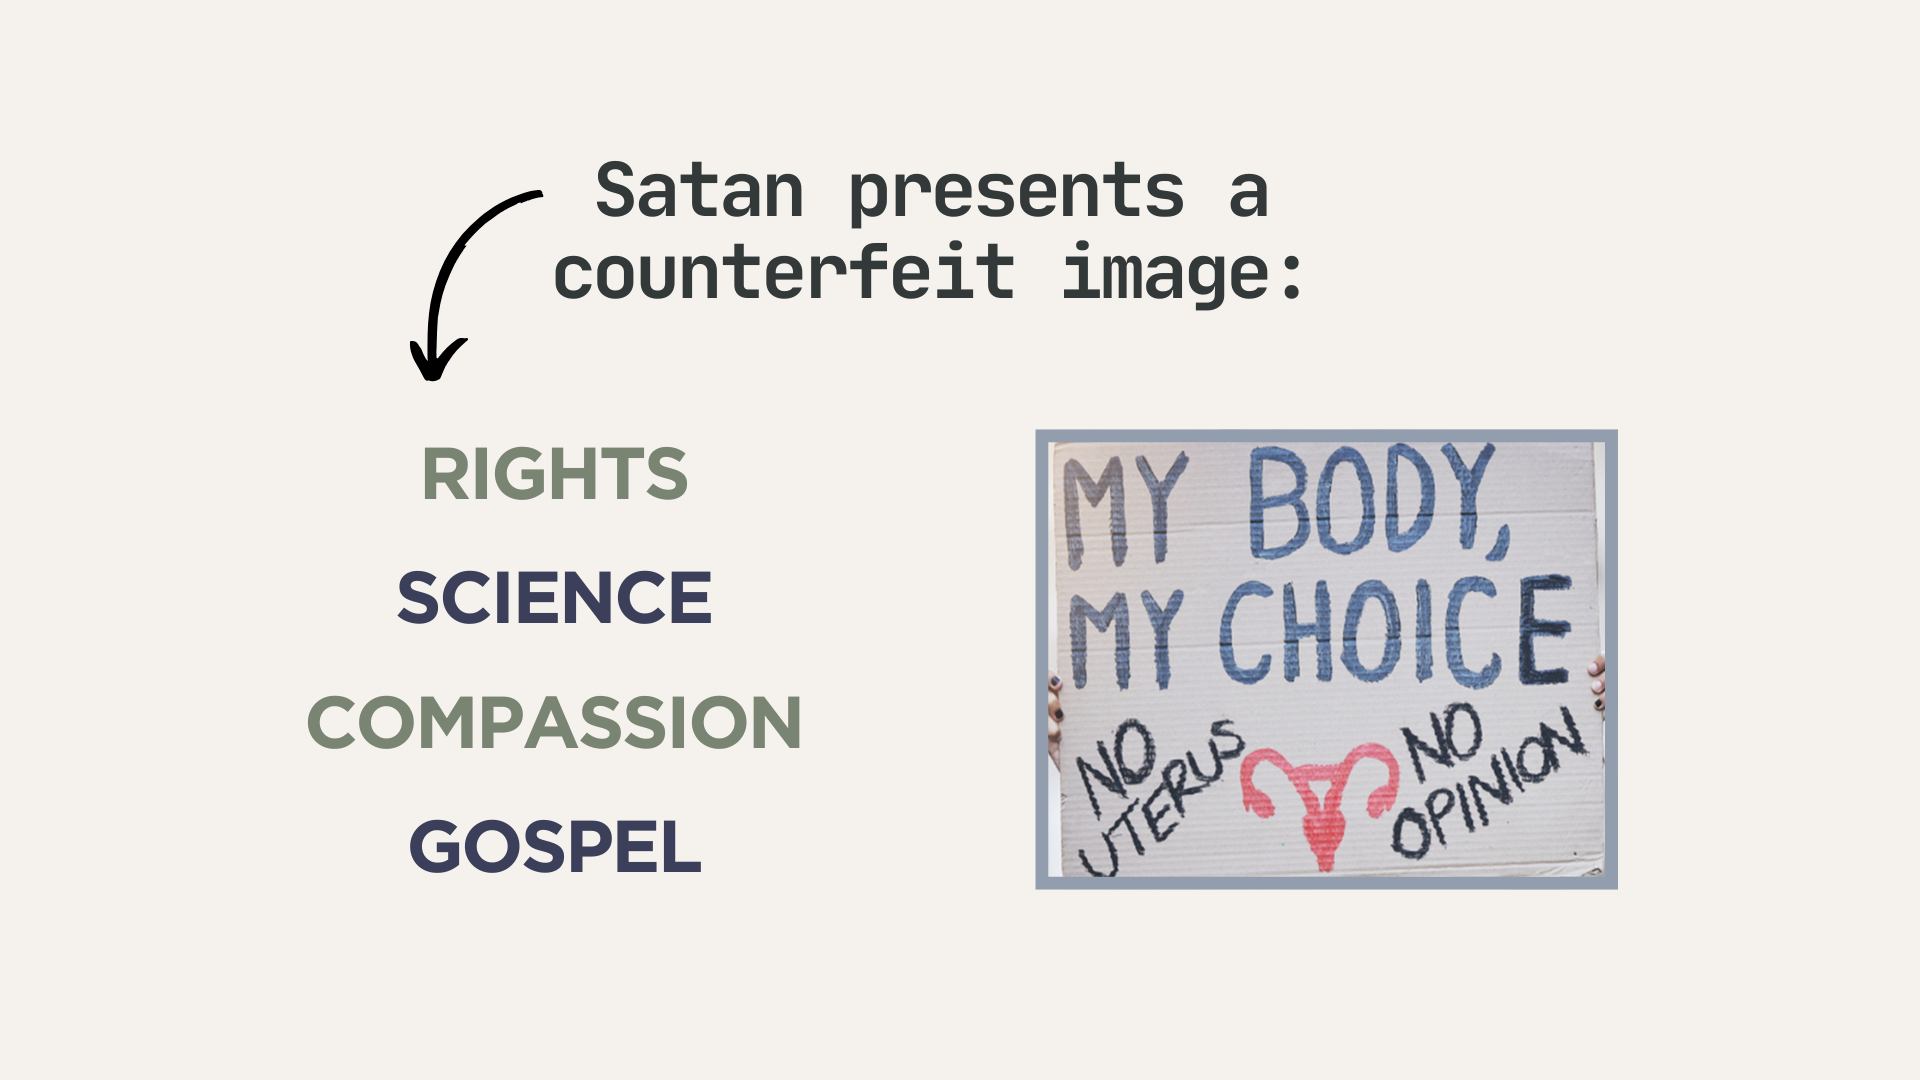 Satan presents a
counterfeit image:
RIGHTS
SCIENCE
COMPASSION
GOSPEL
MY BODY,
MY CHOICE
NO
UTERUS
NO
OPINION